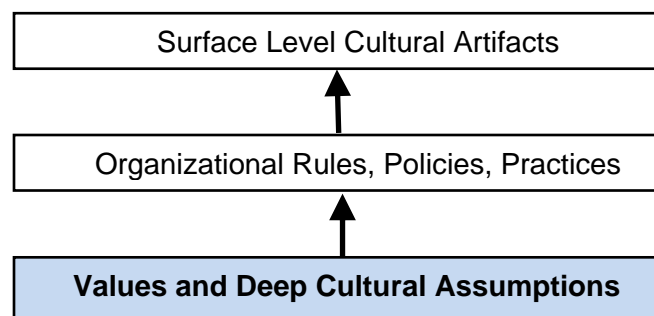 Surface Level Cultural Artifacts
Organizational Rules, Policies, Practices
Values and Deep Cultural Assumptions